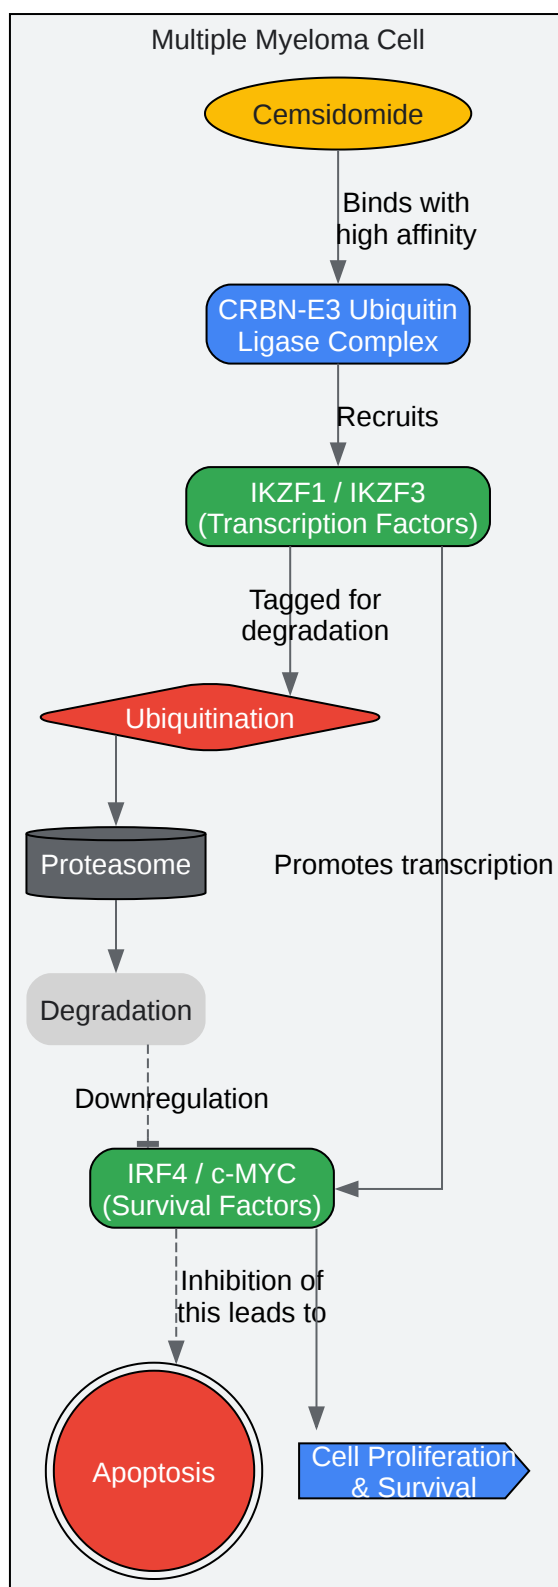 Multiple Myeloma Cell
Cemsidomide
Binds with
high affinity
CRBN-E3 Ubiquitin
Ligase Complex
Recruits
IKZF1 / IKZF3
(Transcription Factors)
Tagged for
degradation
Ubiquitination
Proteasome
Promotes transcription
Degradation
Downregulation
IRF4 / c-MYC
(Survival Factors)
Inhibition of
this leads to
Apoptosis
Cell Proliferation
& Survival